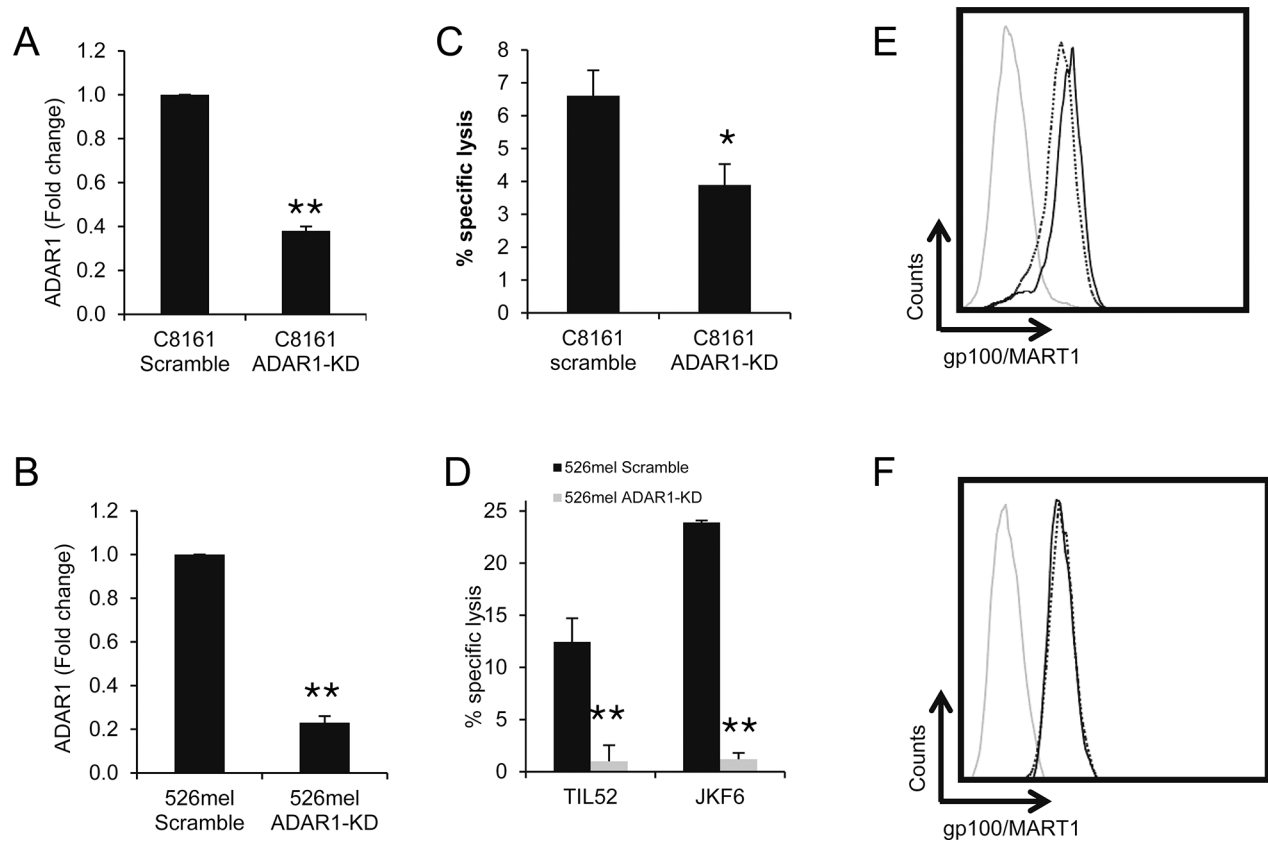 A
1.2
1.0
0.8
0.6
0.4
0.2
0.0
ADAR1 (Fold change)
**
C8161
Scramble
C8161
ADAR1-KD
C
8
7
6
5
4
3
2
1
0
% specific lysis
*
C8161
scramble
C8161
ADAR1-KD
E
Counts
gp100/MART1
B
1.2
1.0
0.8
0.6
0.4
0.2
0.0
ADAR1 (Fold change)
**
526mel
Scramble
526mel
ADAR1-KD
D
526mel Scramble
526mel ADAR1-KD
25
20
15
10
5
0
% specific lysis
**
**
TIL52
JKF6
F
Counts
gp100/MART1